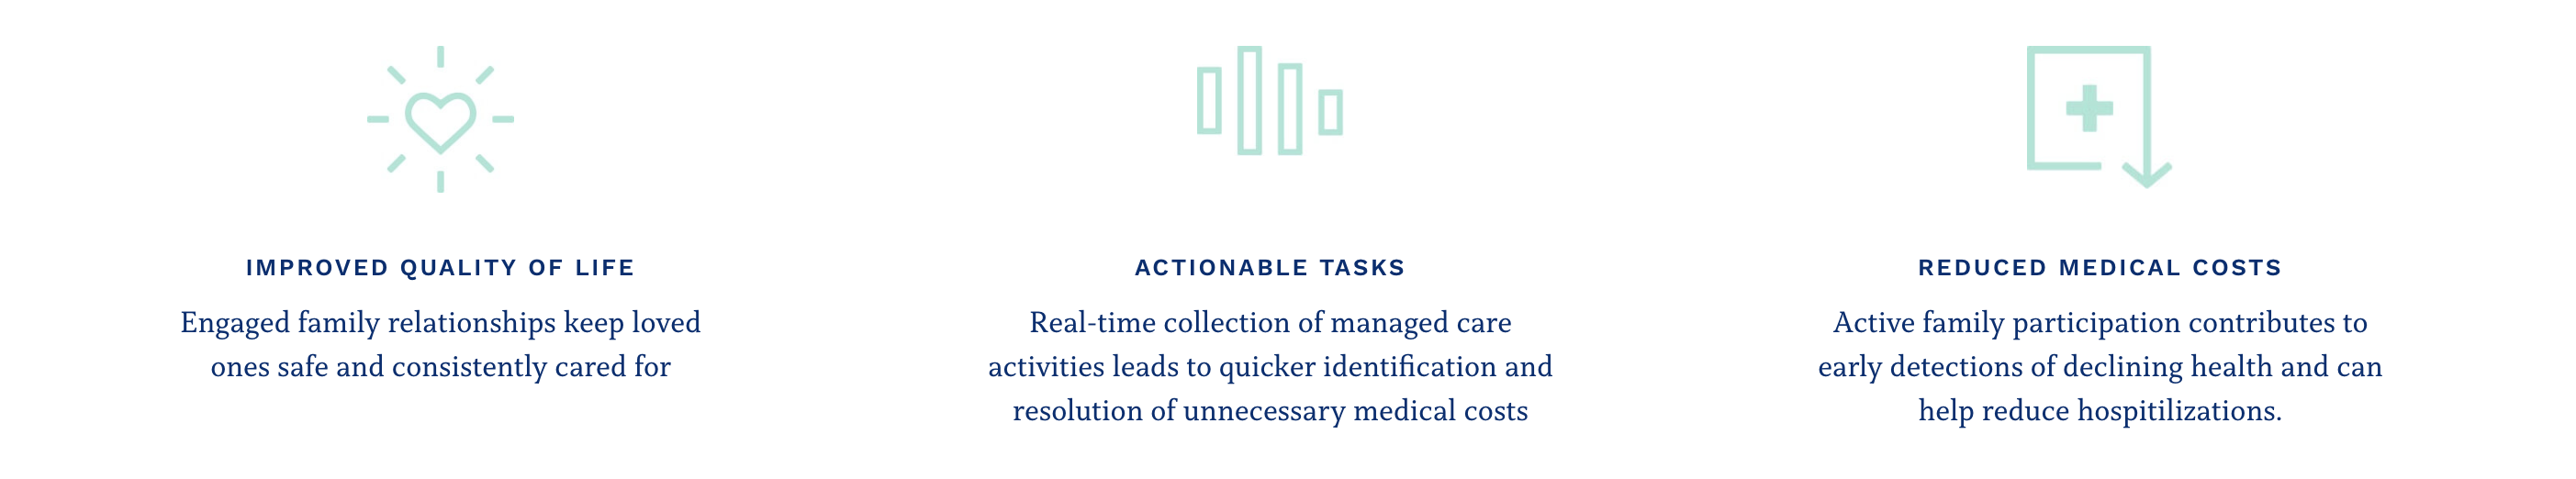 IMPROVED QUALITY OF LIFE
Engaged family relationships keep loved
ones safe and consistently cared for
ACTIONABLE TASKS
Real-time collection of managed care
activities leads to quicker identification and
resolution of unnecessary medical costs
REDUCED MEDICAL COSTS
Active family participation contributes to
early detections of declining health and can
help reduce hospitilizations.